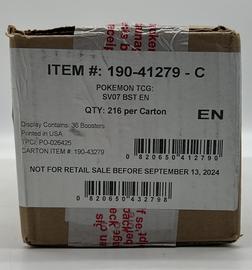 ITEM #: 190-41279 - C
POKEMON TCG:
SV07 BST EN
QTY: 216 per Carton
EN
Display Contains: 36 Boosters
Printed in USA
TPCi PO-026425
CARTON ITEM #: 190-43279
0 820650 412790
0 820650 432798
NOT FOR RETAIL SALE BEFORE SEPTEMBER 13, 2024